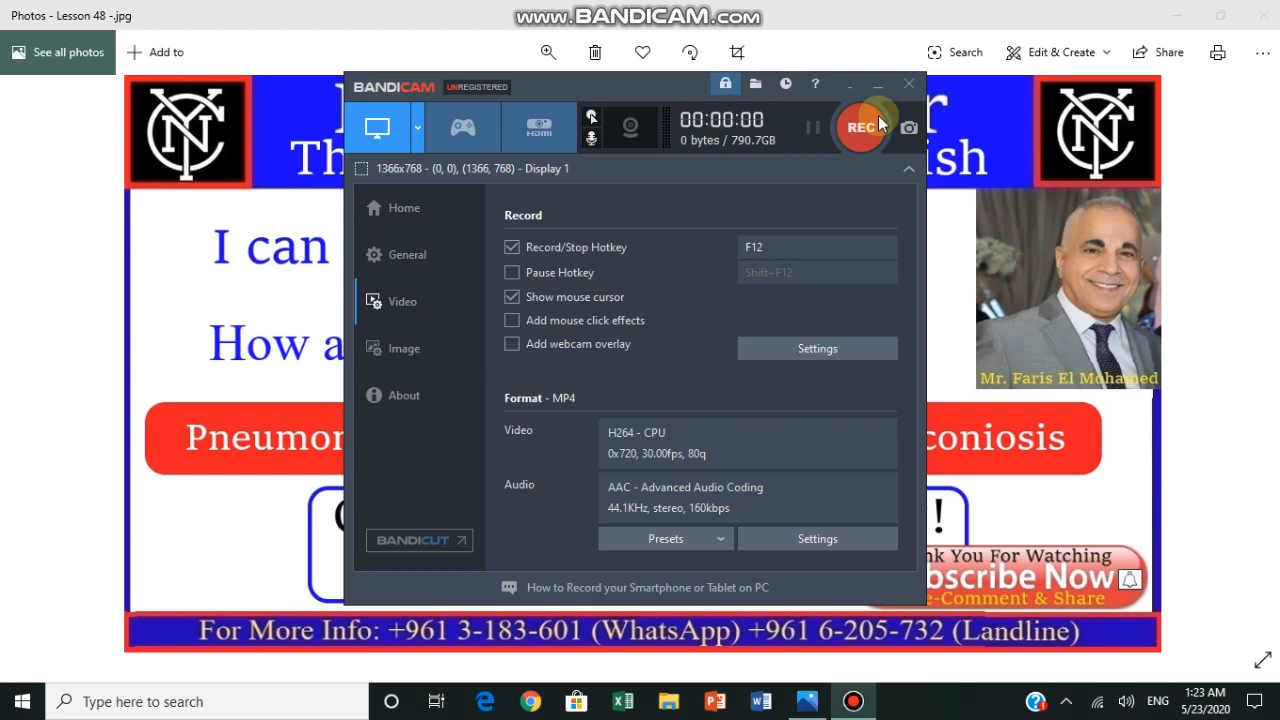 www.BANDICAM.com
Photos - Lesson 48 -.jpg
See all photos
Add to
Search
Edit & Create
Share
BANDICAM UNREGISTERED
HDMI
00:00:00
0 bytes / 790.7GB
REC
1366x768 - (0, 0), (1366, 768) - Display 1
Home
General
Video
Image
About
BANDICUT
Record
Record/Stop Hotkey F12
Pause Hotkey Shift+F12
Show mouse cursor
Add mouse click effects
Add webcam overlay
Settings
Format - MP4
Video
H264 - CPU
0x720, 30.00fps, 80q
Audio
AAC - Advanced Audio Coding
44.1KHz, stereo, 160kbps
Presets
Settings
How to Record your Smartphone or Tablet on PC
NYC
Th
ish
NYC
I can
How a
Mr. Faris El Mohamed
Pneumon
coniosis
!
nk You For Watching
bscribe Now
e-Comment & Share
For More Info: +961 3-183-601 (WhatsApp) +961 6-205-732 (Landline)
Type here to search
ENG
1:23 AM
5/23/2020